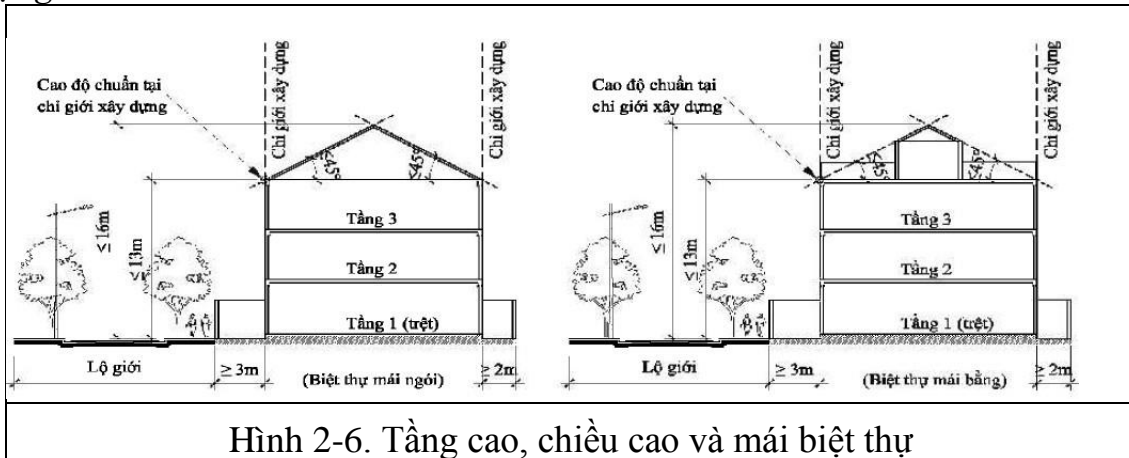 Cao độ chuẩn tại
chỉ giới xây dựng
Chỉ giới xây dựng
Chỉ giới xây dựng
≤45°
≤45°
≤ 16m
≤ 13m
Tầng 3
Tầng 2
Tầng 1 (trệt)
Lộ giới
≥ 3m
(Biệt thự mái ngói)
≥ 2m
Cao độ chuẩn tại
chỉ giới xây dựng
Chỉ giới xây dựng
Chỉ giới xây dựng
≤45°
≤45°
≤ 16m
≤ 13m
Tầng 3
Tầng 2
Tầng 1 (trệt)
Lộ giới
≥ 3m
(Biệt thự mái bằng)
≥ 2m
Hình 2-6. Tầng cao, chiều cao và mái biệt thự